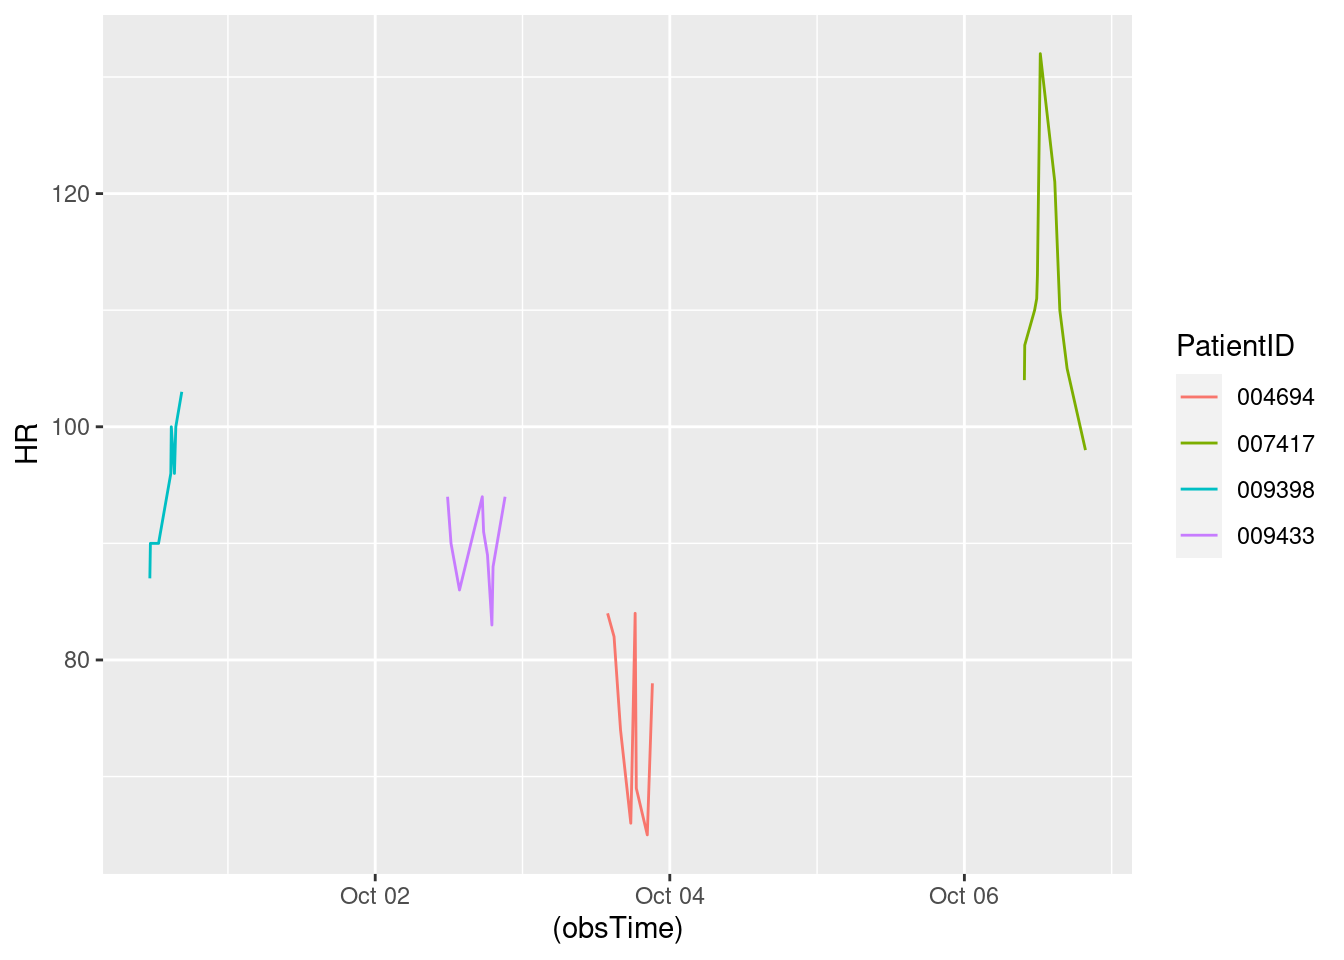 HR
120
100
80
Oct 02
Oct 04
Oct 06
(obsTime)
PatientID
004694
007417
009398
009433